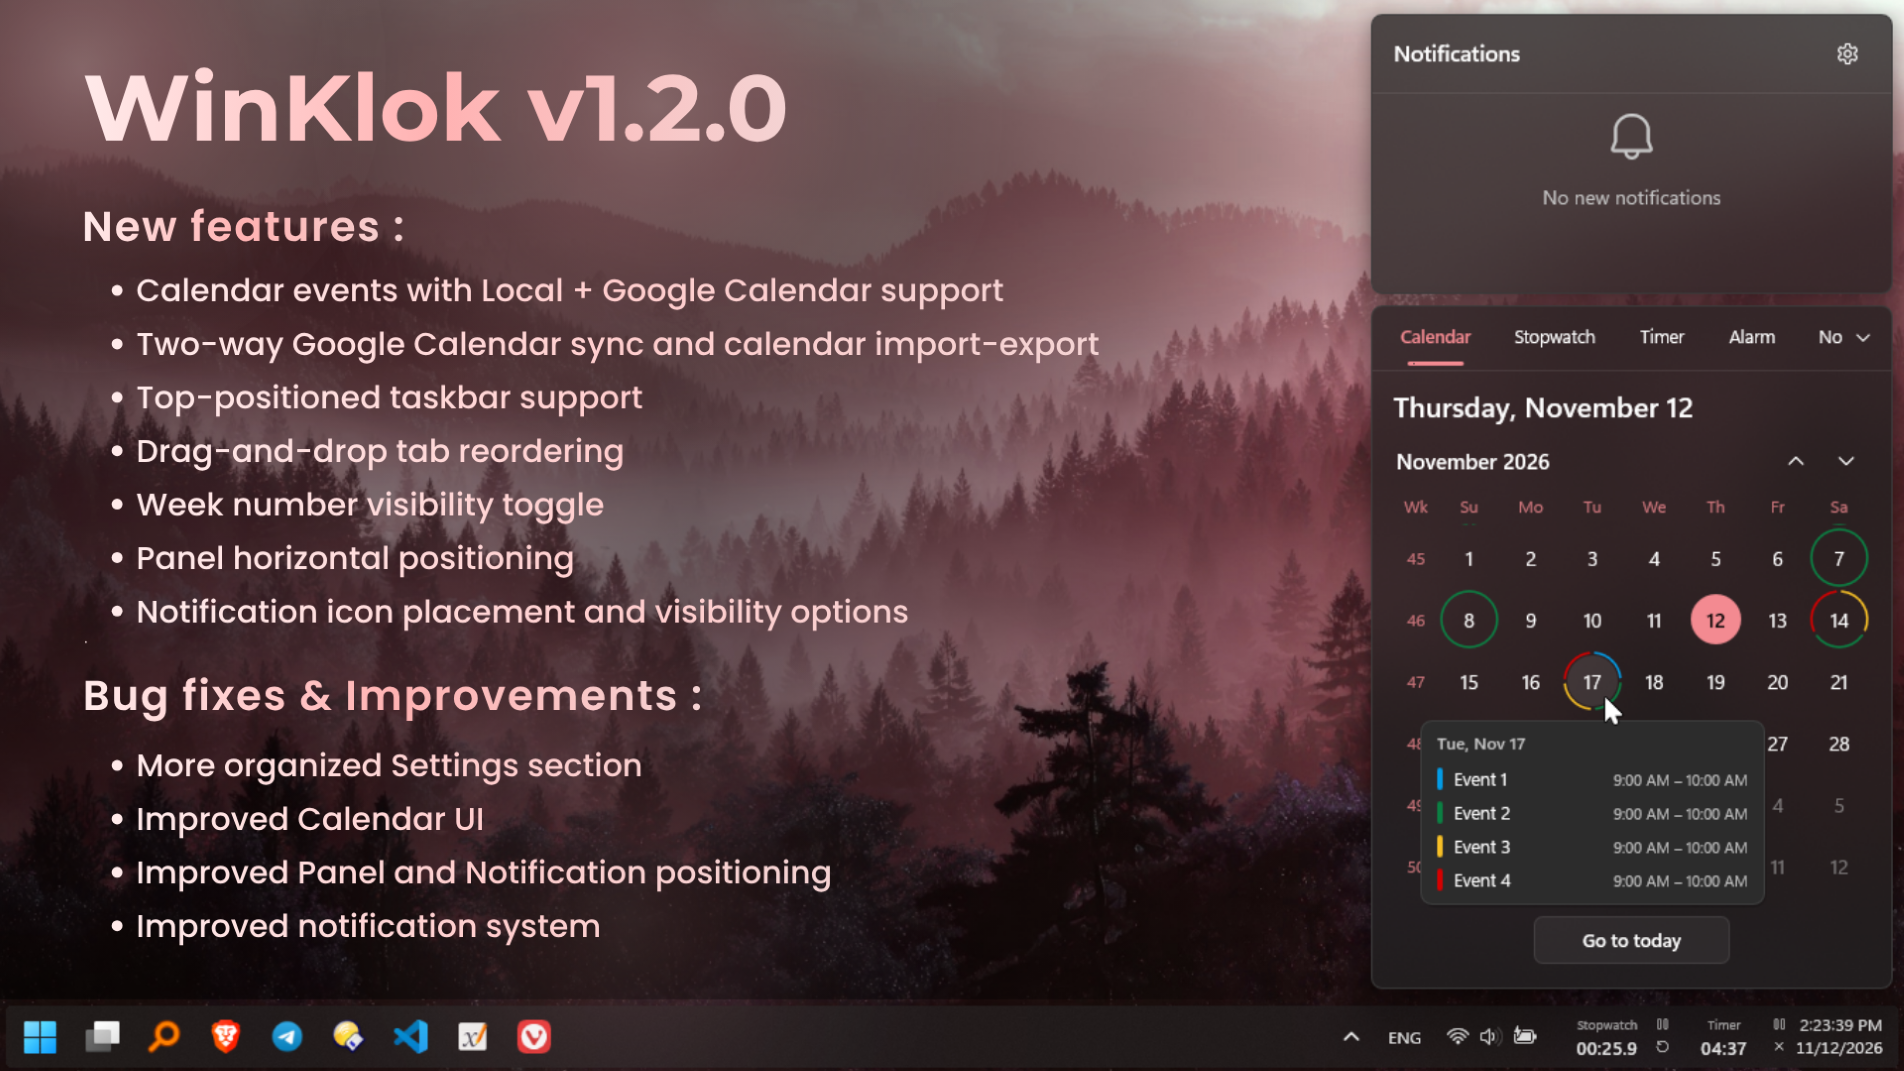 WinKlok v1.2.0
New features :
• Calendar events with Local + Google Calendar support
• Two-way Google Calendar sync and calendar import-export
• Top-positioned taskbar support
• Drag-and-drop tab reordering
• Week number visibility toggle
• Panel horizontal positioning
• Notification icon placement and visibility options
Bug fixes & Improvements :
• More organized Settings section
• Improved Calendar UI
• Improved Panel and Notification positioning
• Improved notification system
Notifications
No new notifications
Calendar Stopwatch Timer Alarm No
Thursday, November 12
November 2026
Wk Su Mo Tu We Th Fr Sa
45 1 2 3 4 5 6 7
46 8 9 10 11 12 13 14
47 15 16 17 18 19 20 21
48 27 28
Tue, Nov 17
Event 1 9:00 AM – 10:00 AM
49 4 5
Event 2 9:00 AM – 10:00 AM
Event 3 9:00 AM – 10:00 AM
50 11 12
Event 4 9:00 AM – 10:00 AM
Go to today
ENG
Stopwatch
00:25.9
Timer
04:37
2:23:39 PM
11/12/2026